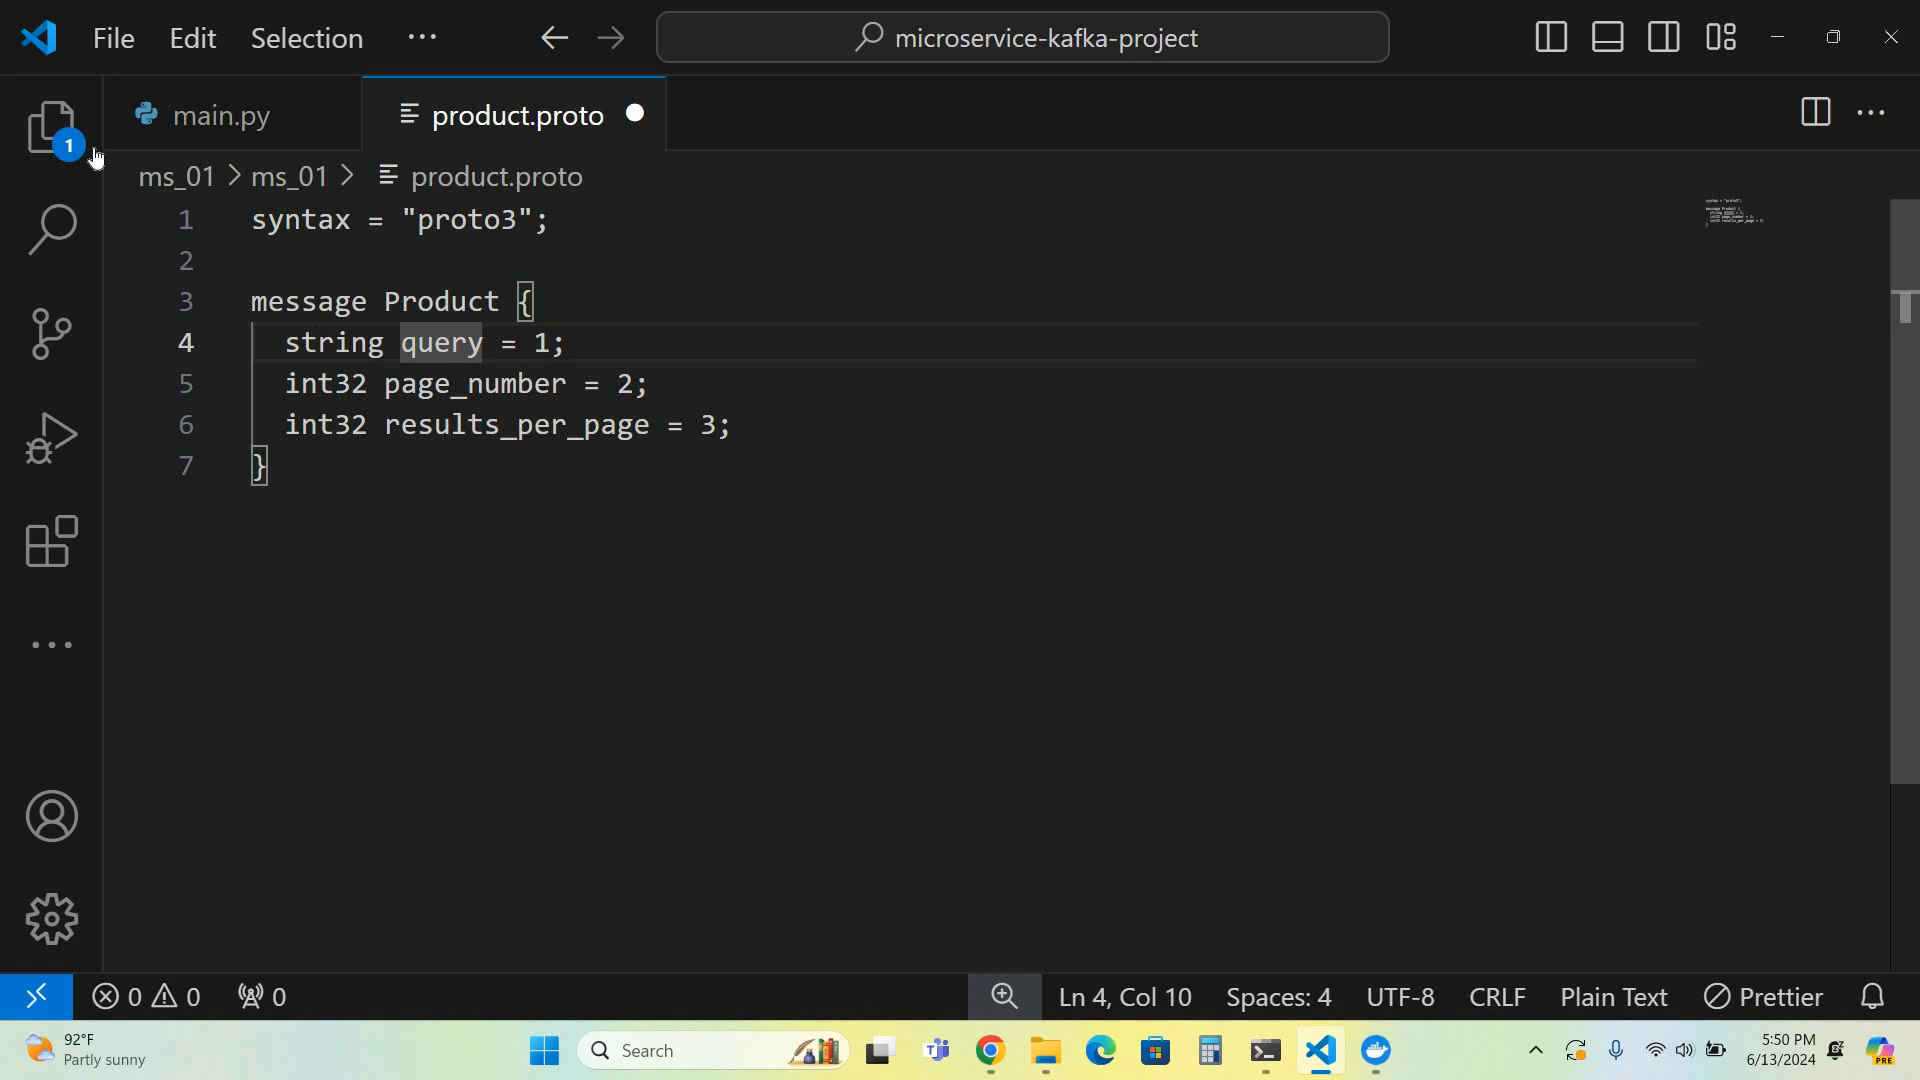 File Edit Selection ···
microservice-kafka-project
1
main.py
product.proto
ms_01 > ms_01 > product.proto
1 syntax = "proto3";
2
3 message Product {
4 string query = 1;
5 int32 page_number = 2;
6 int32 results_per_page = 3;
7 }
0 0 0
Ln 4, Col 10 Spaces: 4 UTF-8 CRLF Plain Text Prettier
92°F
Partly sunny
Search
PRE
5:50 PM
6/13/2024